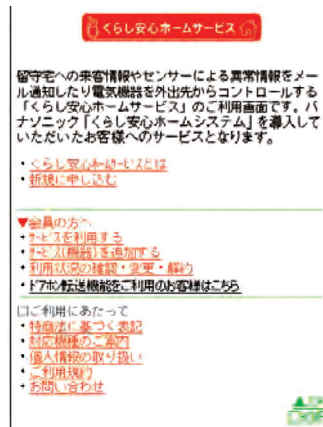 くらし安心ホームサービス
留守宅への来客情報やセンサーによる異常情報をメー
ル通知したり電気機器を外出先からコントロールする
「くらし安心ホームサービス」のご利用画面です。パ
ナソニック「くらし安心ホームシステム」を導入して
いただいたお客様へのサービスとなります。
・くらし安心ホームサービスとは
・新規に申し込む
▼会員の方へ
・サービスを利用する
・サービス(機器)を追加する
・利用状況の確認・変更・解約
・ドアホン転送機能をご利用のお客様はこちら
□ご利用にあたって
・特商法に基づく表記
・対応機種のご案内
・個人情報の取り扱い
・ご利用規約
・お問い合わせ